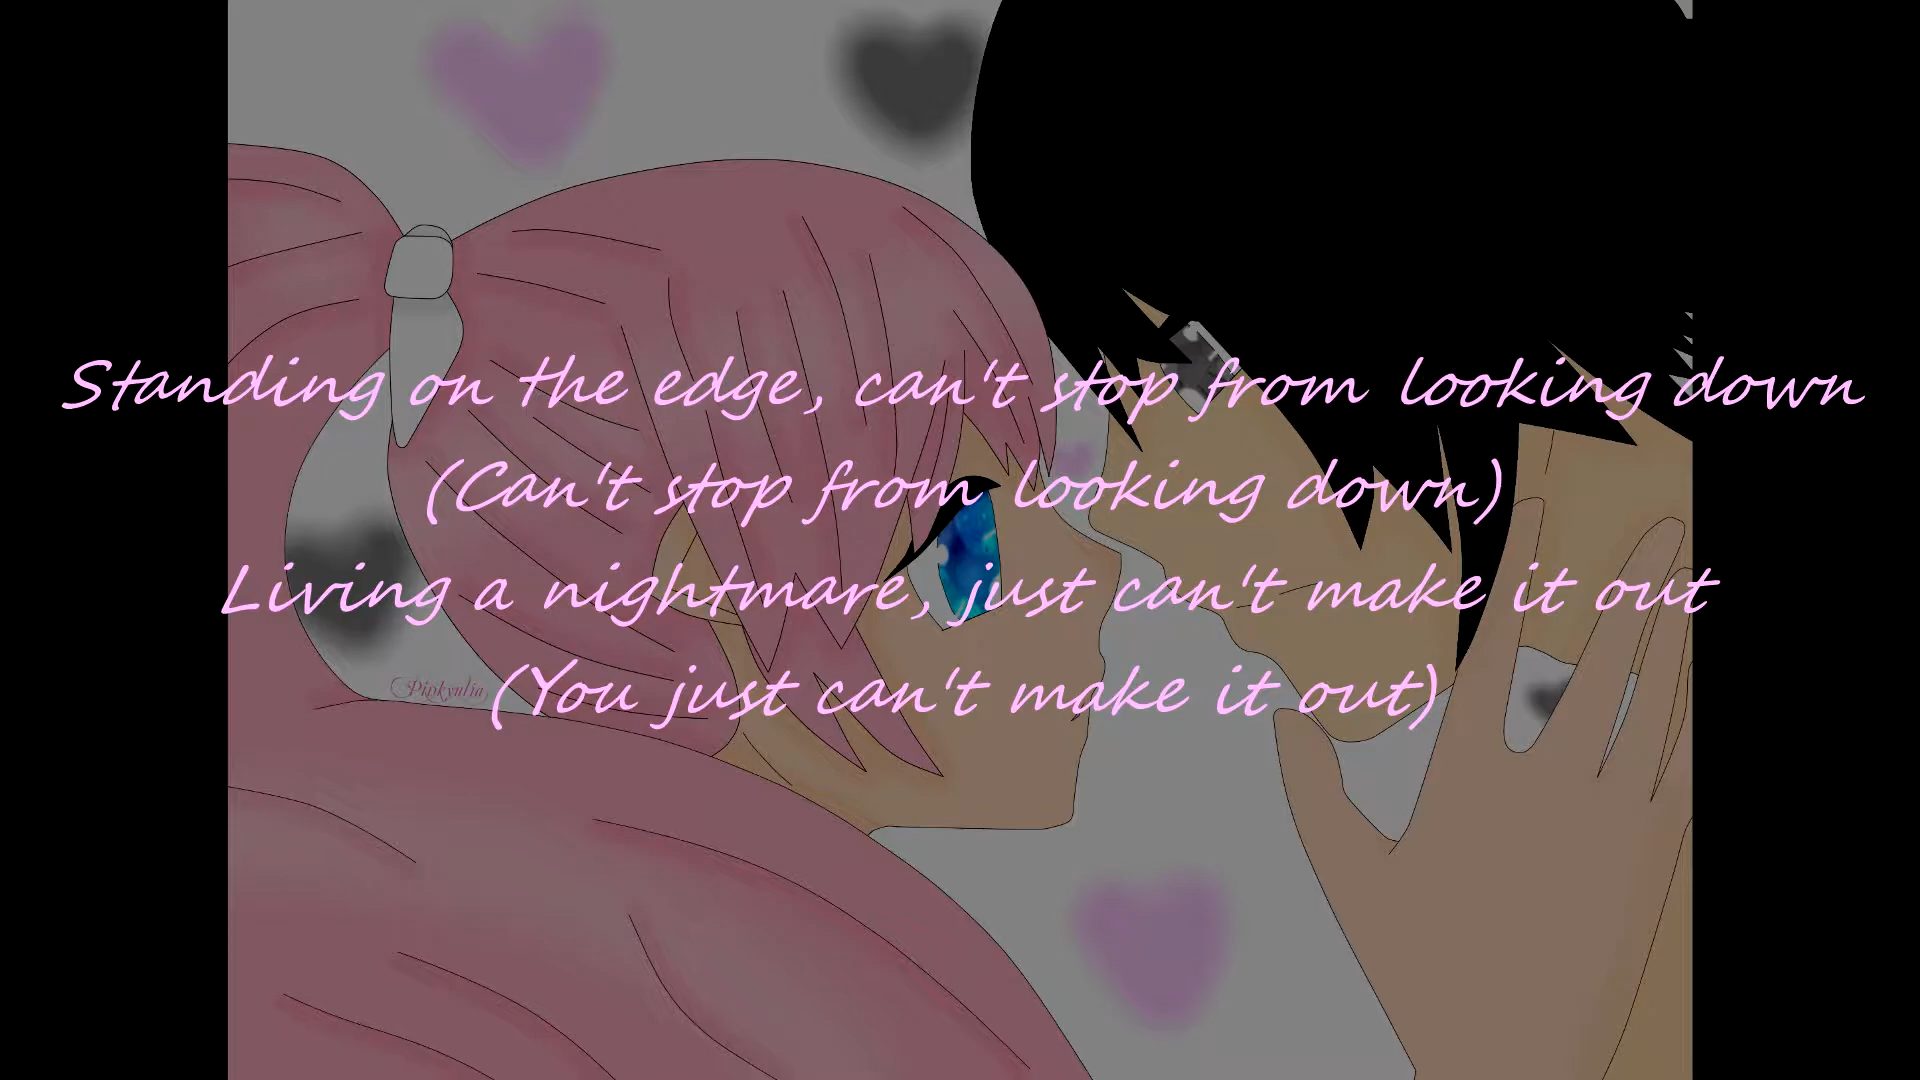 Standing on the edge, can't stop from looking down
(Can't stop from looking down)
Living a nightmare, just can't make it out
(You just can't make it out)
Pinkyulia